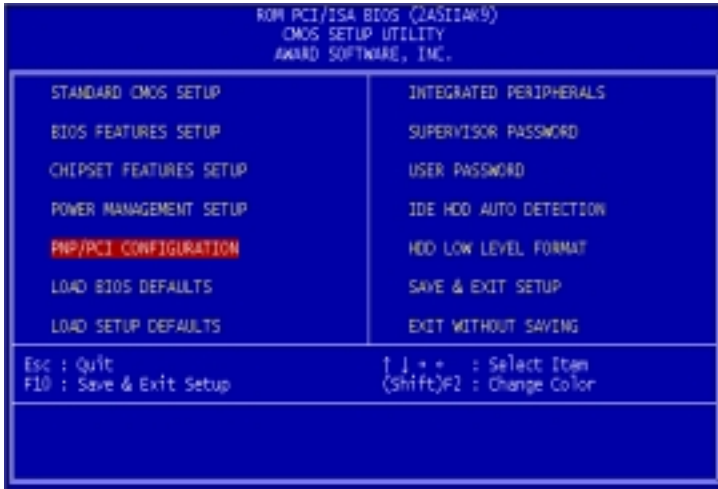 ROM PCI/ISA BIOS (2A5IIAK9)
CMOS SETUP UTILITY
AWARD SOFTWARE, INC.
STANDARD CMOS SETUP
BIOS FEATURES SETUP
CHIPSET FEATURES SETUP
POWER MANAGEMENT SETUP
PNP/PCI CONFIGURATION
LOAD BIOS DEFAULTS
LOAD SETUP DEFAULTS
INTEGRATED PERIPHERALS
SUPERVISOR PASSWORD
USER PASSWORD
IDE HDD AUTO DETECTION
HDD LOW LEVEL FORMAT
SAVE & EXIT SETUP
EXIT WITHOUT SAVING
Esc : Quit
F10 : Save & Exit Setup
↑ ↓ → ← : Select Item
(Shift)F2 : Change Color